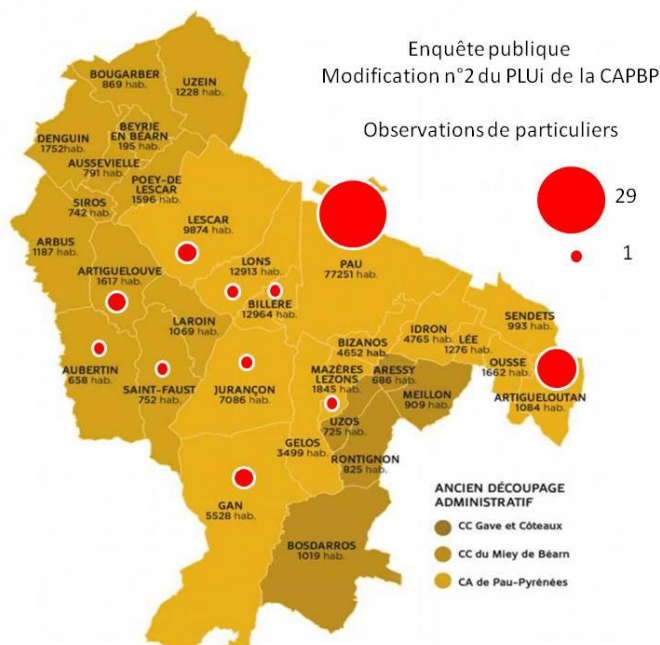 Enquête publique
Modification n°2 du PLUi de la CAPBP
Observations de particuliers
29
1
BOUGARBER
869 hab.
UZEIN
1228 hab.
DENGUIN
1752hab.
BEYRIE
EN BÉARN
195 hab.
AUSSEVIELLE
791 hab.
POEY-DE
LESCAR
1596 hab.
SIROS
742 hab.
LESCAR
9874 hab.
ARBUS
1187 hab.
ARTIGUELOUVE
1617 hab.
LONS
12913 hab.
BILLERE
12964 hab.
PAU
77251 hab.
LAROIN
1069 hab.
AUBERTIN
658 hab.
SAINT-FAUST
752 hab.
JURANÇON
7086 hab.
BIZANOS
4652 hab.
IDRON
4765 hab.
LÉE
1276 hab.
SENDETS
993 hab.
OUSSE
1662 hab.
ARTIGUELOUTAN
1084 hab.
MAZÈRES
LEZONS
1845 hab.
ARESSY
686 hab.
MEILLON
909 hab.
UZOS
725 hab.
GELOS
3499 hab.
RONTIGNON
825 hab.
GAN
5528 hab.
BOSDARROS
1019 hab.
ANCIEN DÉCOUPAGE
ADMINISTRATIF
CC Gave et Côteaux
CC du Miey de Béarn
CA de Pau-Pyrénées